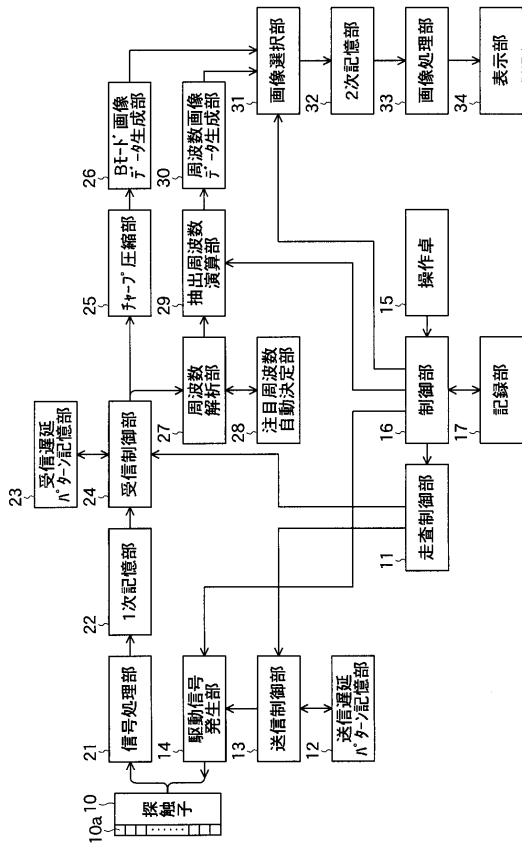 10a
10
探触子
21
信号処理部
22
1次記憶部
23
受信遅延
パターン記憶部
24
受信制御部
25
チャープ圧縮部
26
Bモード画像
データ生成部
27
周波数
解析部
28
注目周波数
自動決定部
29
抽出周波数
演算部
30
周波数画像
データ生成部
31
画像選択部
32
2次記憶部
33
画像処理部
34
表示部
14
駆動信号
発生部
13
送信制御部
12
送信遅延
パターン記憶部
11
走査制御部
16
制御部
15
操作卓
17
記録部